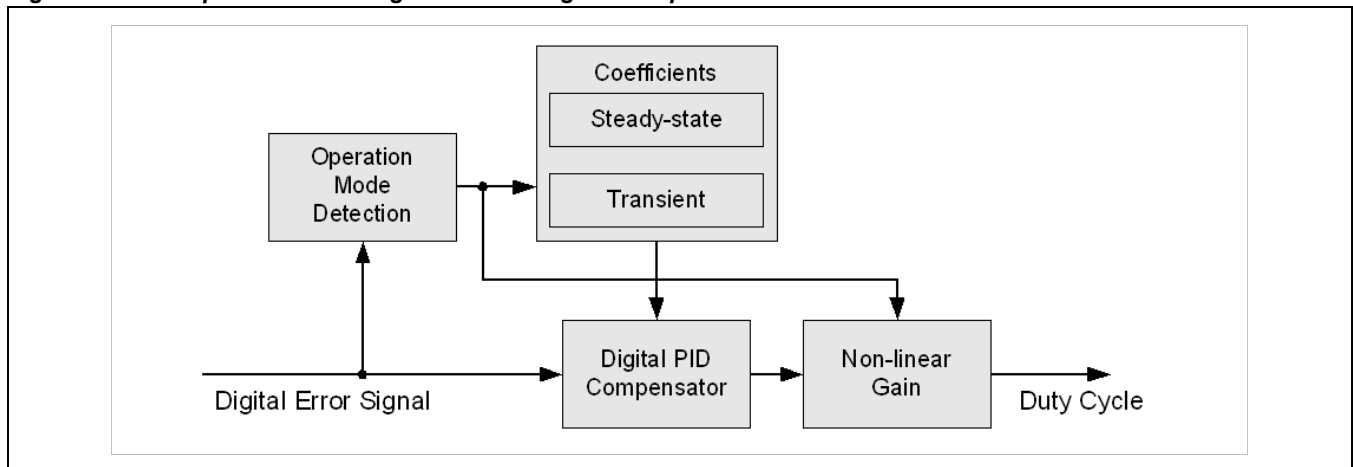 Coefficients
Steady-state
Transient
Operation
Mode
Detection
Digital PID
Compensator
Non-linear
Gain
Digital Error Signal
Duty Cycle